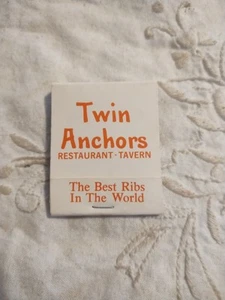 Twin
Anchors
RESTAURANT - TAVERN
The Best Ribs
In The World